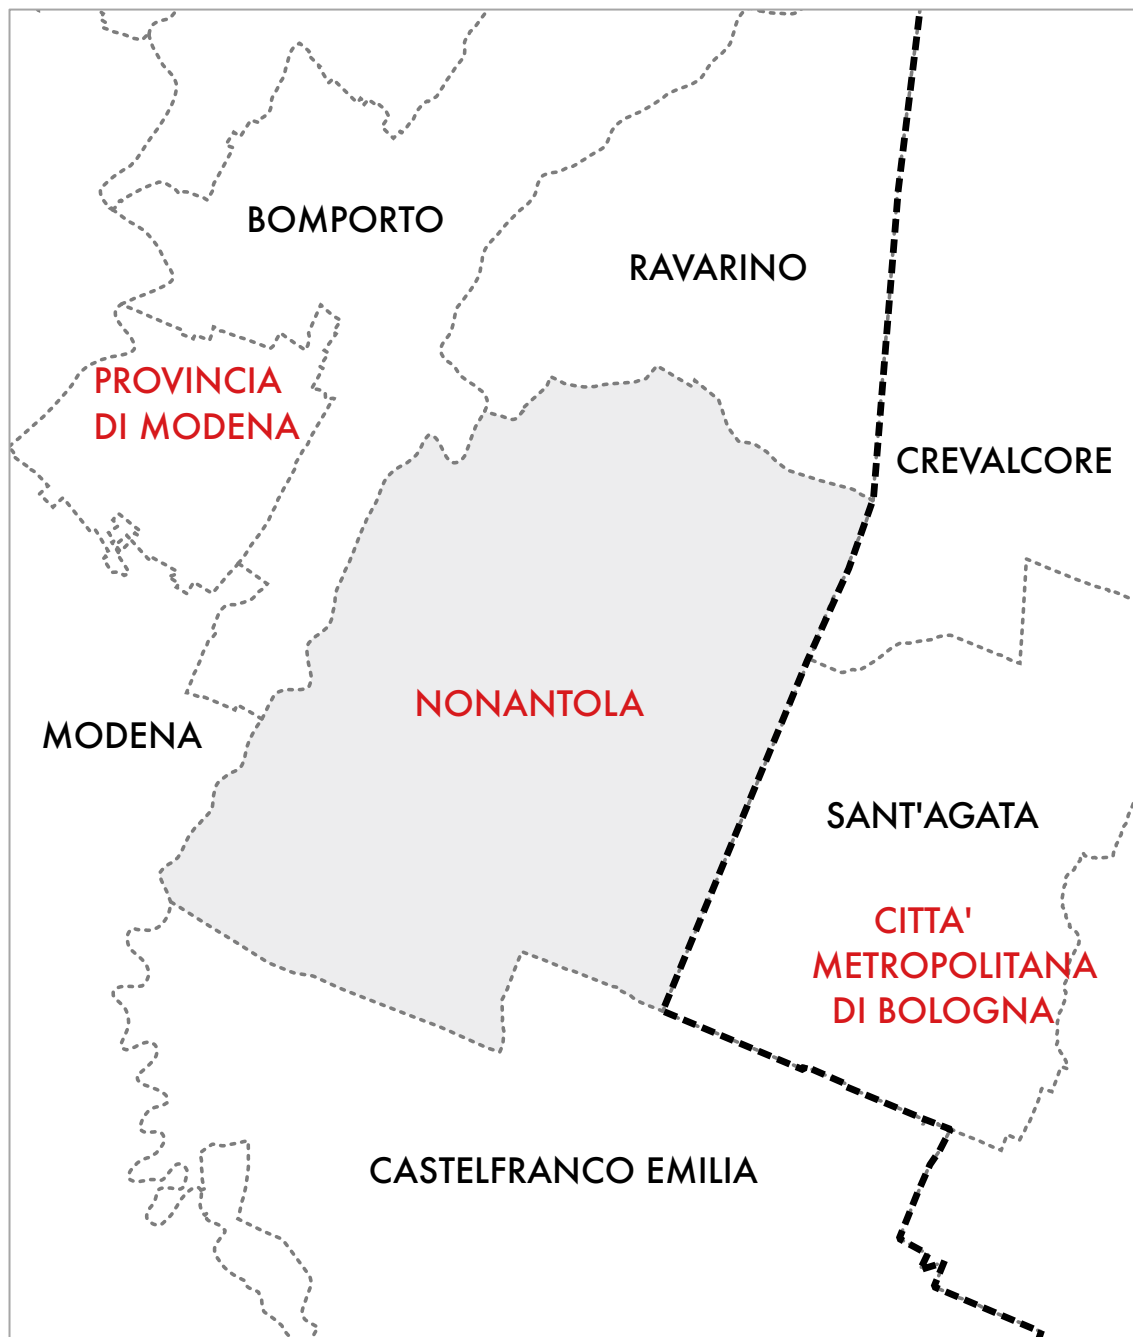 BOMPORTO
RAVARINO
PROVINCIA
DI MODENA
CREVALCORE
NONANTOLA
MODENA
SANT'AGATA
CITTA'
METROPOLITANA
DI BOLOGNA
CASTELFRANCO EMILIA